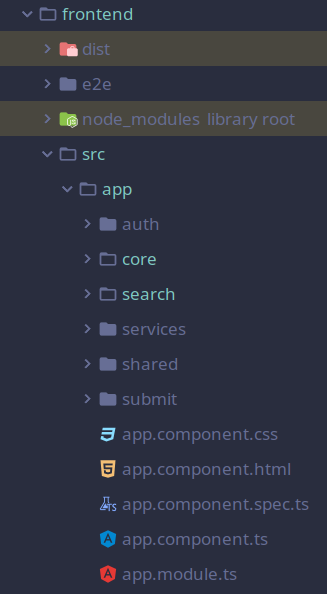 frontend
dist
e2e
node_modules library root
src
app
auth
core
search
services
shared
submit
app.component.css
app.component.html
app.component.spec.ts
app.component.ts
app.module.ts